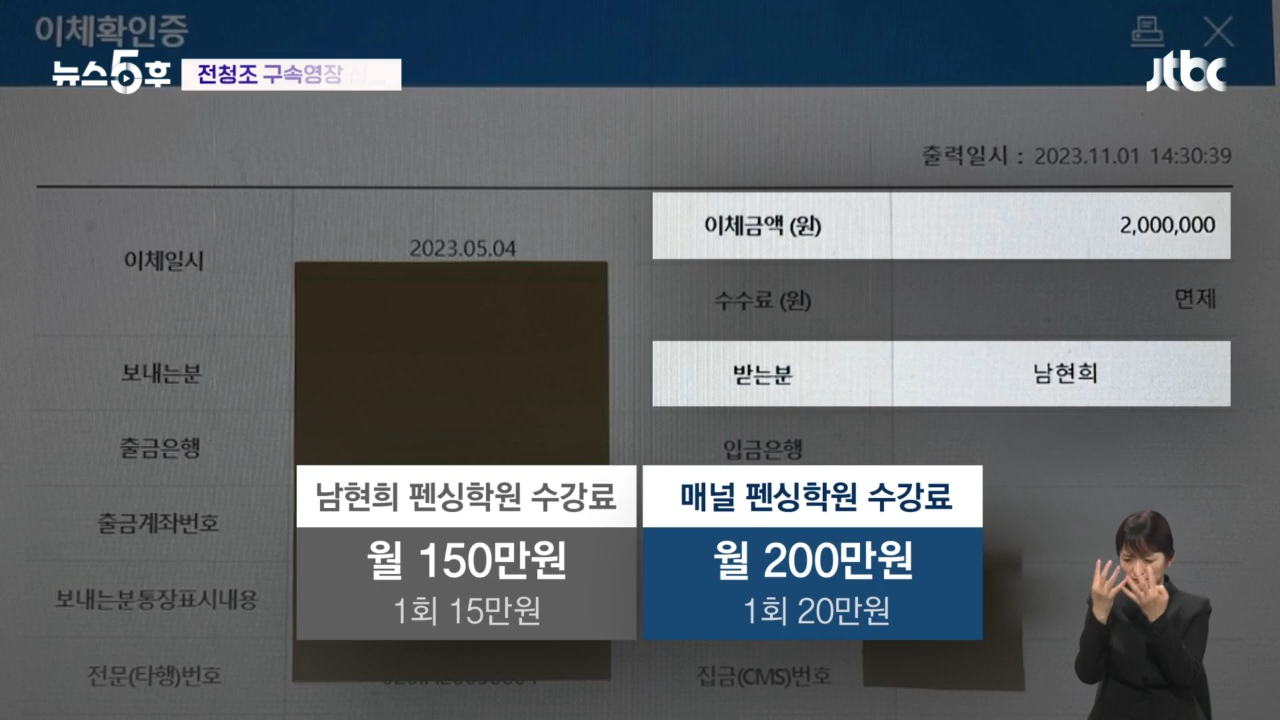 이체확인증
뉴스5후
전청조 구속영장
jtbc
출력일시 : 2023.11.01 14:30:39
이체일시 2023.05.04 이체금액 (원) 2,000,000
수수료 (원) 면제
보내는분 받는분 남현희
출금은행 입금은행
남현희 펜싱학원 수강료 매널 펜싱학원 수강료
출금계좌번호
월 150만원 월 200만원
보내는분통장표시내용
1회 15만원 1회 20만원
전문(타행)번호 집금(CMS)번호